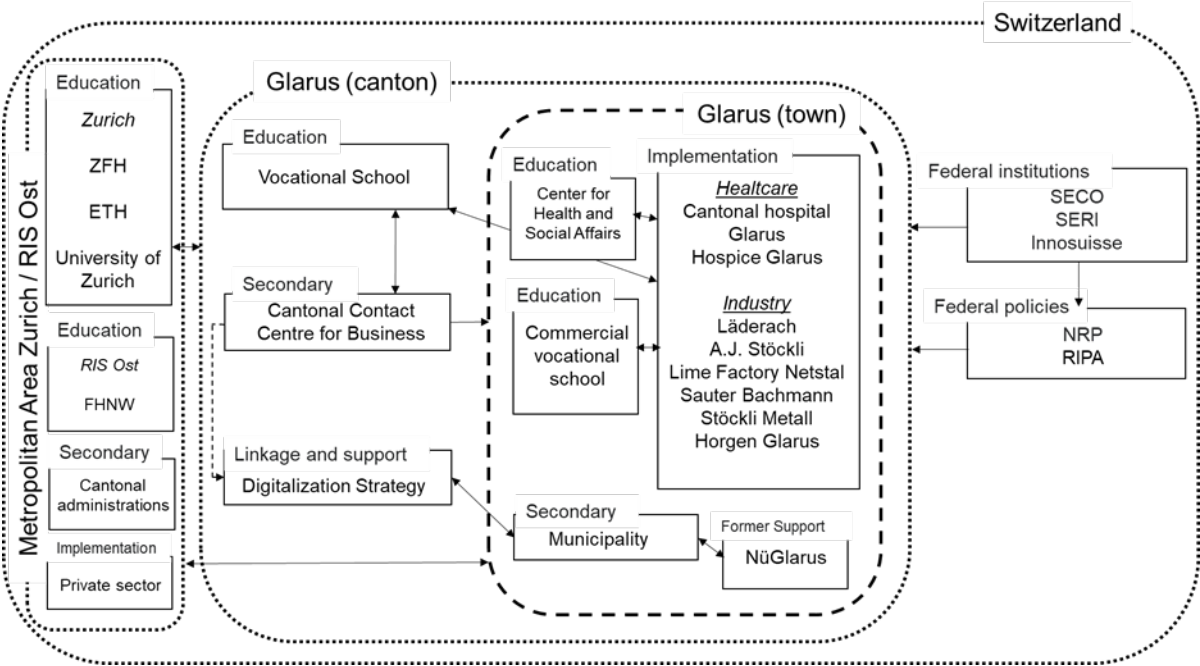 Switzerland
Metropolitan Area Zurich / RIS Ost
Education
Zurich
ZFH
ETH
University of
Zurich
Education
RIS Ost
FHNW
Secondary
Cantonal
administrations
Implementation
Private sector
Glarus (canton)
Education
Vocational School
Secondary
Cantonal Contact
Centre for Business
Linkage and support
Digitalization Strategy
Glarus (town)
Education
Center for
Health and
Social Affairs
Education
Commercial
vocational
school
Implementation
Healtcare
Cantonal hospital
Glarus
Hospice Glarus
Industry
Läderach
A.J. Stöckli
Lime Factory Netstal
Sauter Bachmann
Stöckli Metall
Horgen Glarus
Secondary
Municipality
Former Support
NüGlarus
Federal institutions
SECO
SERI
Innosuisse
Federal policies
NRP
RIPA